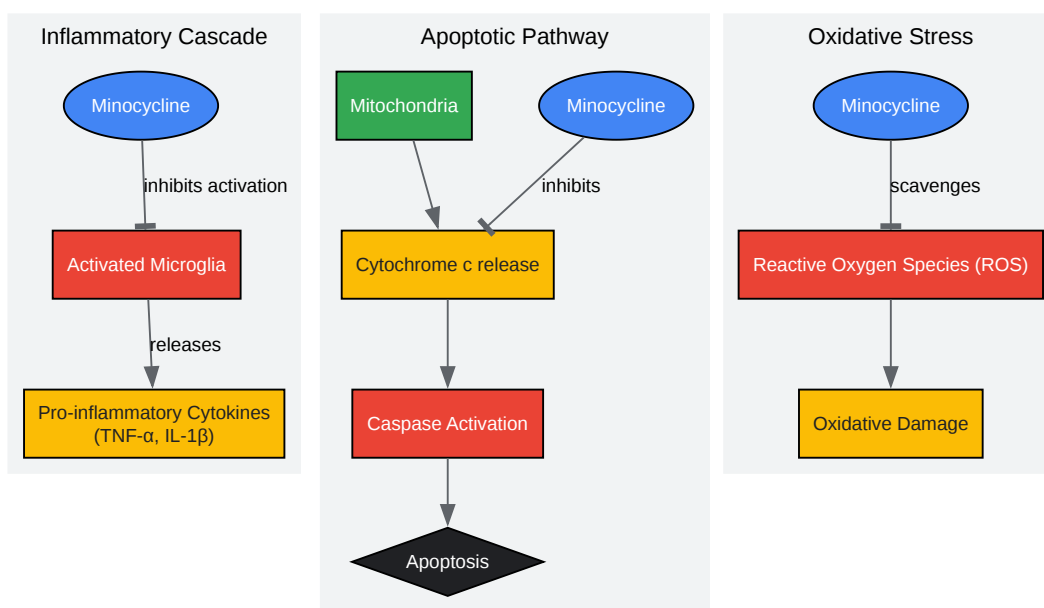 Inflammatory Cascade
Minocycline
inhibits activation
Activated Microglia
releases
Pro-inflammatory Cytokines
(TNF-α, IL-1β)
Apoptotic Pathway
Mitochondria
Minocycline
inhibits
Cytochrome c release
Caspase Activation
Apoptosis
Oxidative Stress
Minocycline
scavenges
Reactive Oxygen Species (ROS)
Oxidative Damage